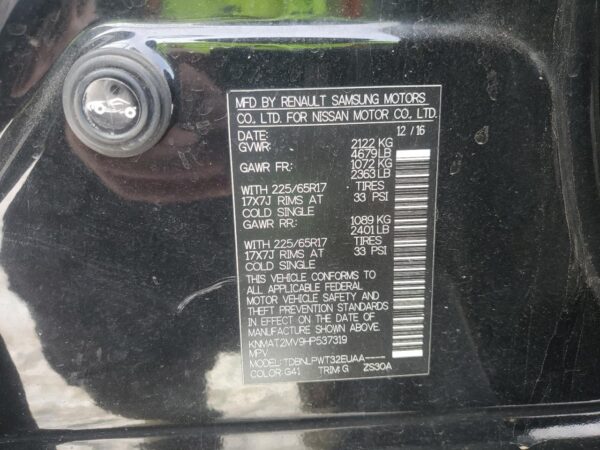 MFD BY RENAULT SAMSUNG MOTORS
CO., LTD. FOR NISSAN MOTOR CO., LTD.
DATE: 12 / 16
GVWR: 2122 KG
4679 LB
GAWR FR: 1072 KG
2363 LB
WITH 225/65R17 TIRES
17X7J RIMS AT 33 PSI
COLD SINGLE
GAWR RR: 1089 KG
2401 LB
WITH 225/65R17 TIRES
17X7J RIMS AT 33 PSI
COLD SINGLE
THIS VEHICLE CONFORMS TO
ALL APPLICABLE FEDERAL
MOTOR VEHICLE SAFETY AND
THEFT PREVENTION STANDARDS
IN EFFECT ON THE DATE OF
MANUFACTURE SHOWN ABOVE.
KNMAT2MV9HP537319
MPV
MODEL: TDBNLPWT32EUAA-----
COLOR: G41 TRIM: G ZS30A